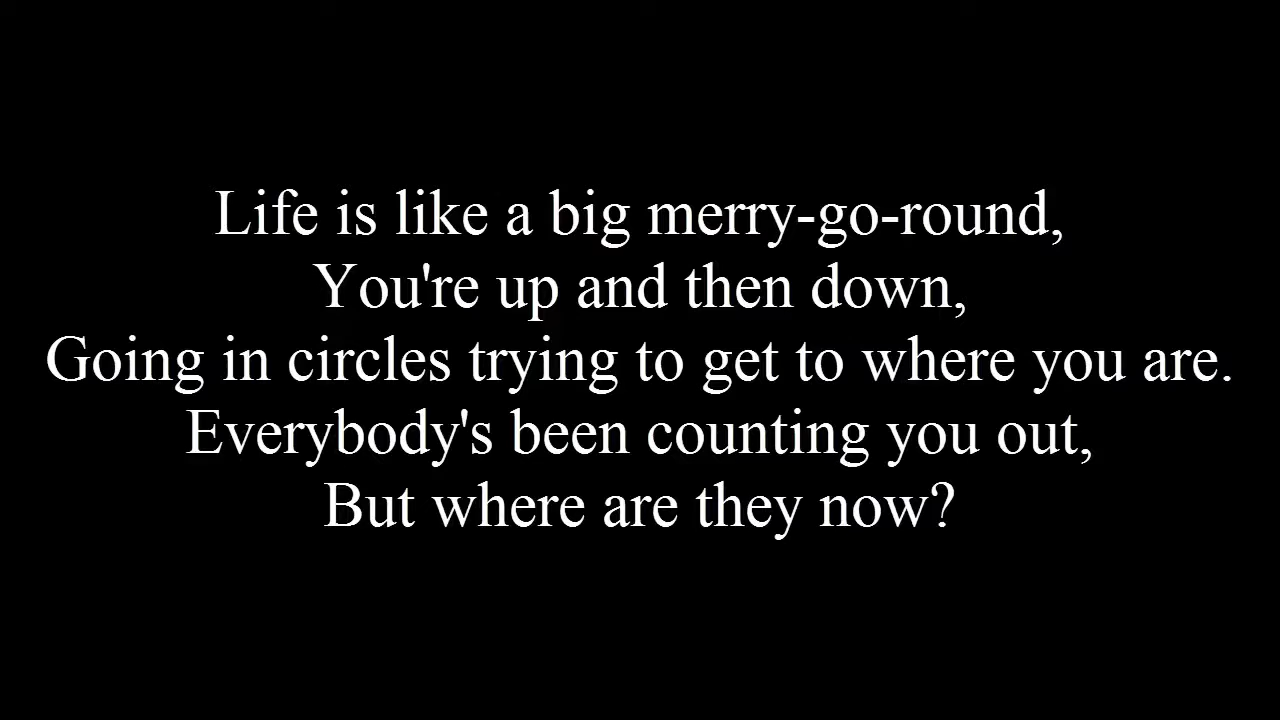 Life is like a big merry-go-round,
You're up and then down,
Going in circles trying to get to where you are.
Everybody's been counting you out,
But where are they now?